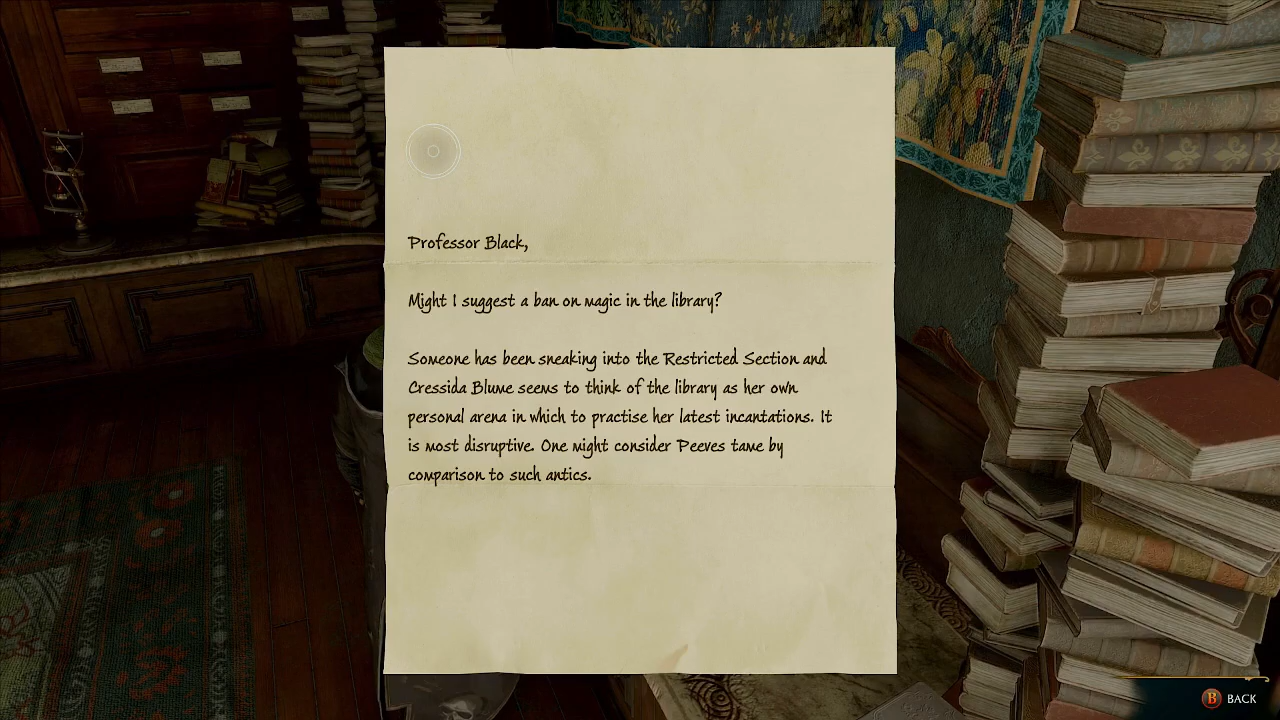 Professor Black,
Might I suggest a ban on magic in the library?
Someone has been sneaking into the Restricted Section and
Cressida Blume seems to think of the library as her own
personal arena in which to practise her latest incantations. It
is most disruptive. One might consider Peeves tame by
comparison to such antics.
B BACK